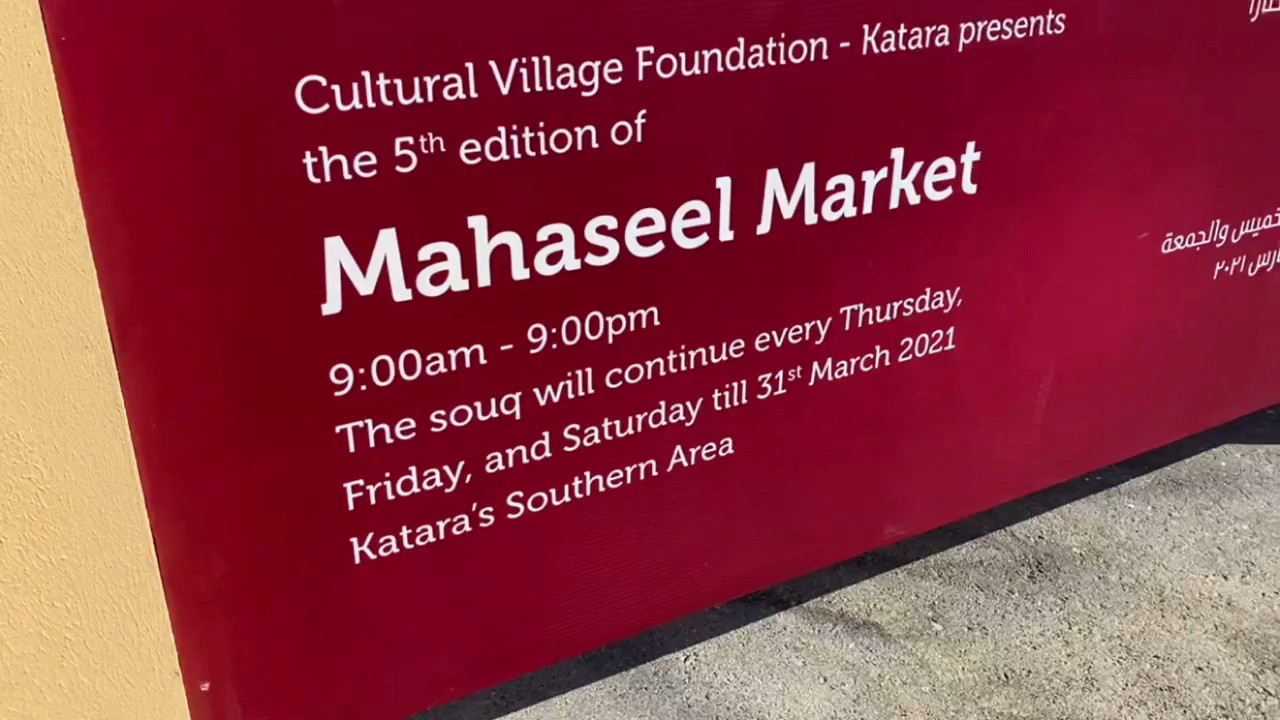 Cultural Village Foundation - Katara presents
the 5th edition of
Mahaseel Market
9:00am - 9:00pm
The souq will continue every Thursday,
Friday, and Saturday till 31st March 2021
Katara's Southern Area
والجمعة
٢٠٢١